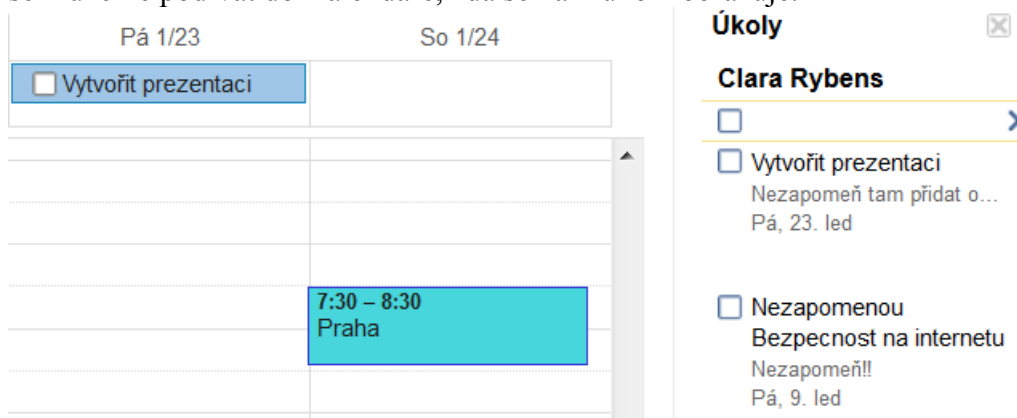 Pá 1/23
So 1/24
Vytvořit prezentaci
7:30 – 8:30
Praha
Úkoly
Clara Rybens
Vytvořit prezentaci
Nezapomeň tam přidat o...
Pá, 23. led
Nezapomenou
Bezpecnost na internetu
Nezapomeň!!
Pá, 9. led